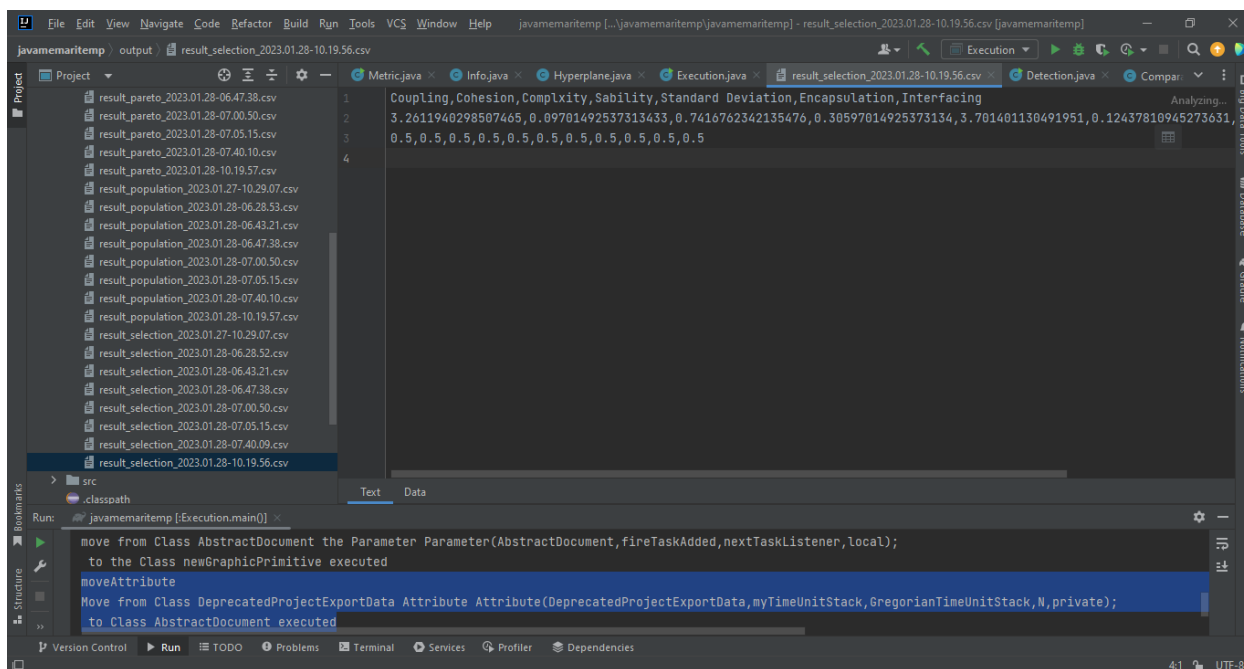 File Edit View Navigate Code Refactor Build Run Tools VCS Window Help javamemaritemp [...\javamemaritemp\javamemaritemp] - result_selection_2023.01.28-10.19.56.csv [javamemaritemp]
javamemaritemp output result_selection_2023.01.28-10.19.56.csv Execution
Project Metric.java Info.java Hyperplane.java Execution.java result_selection_2023.01.28-10.19.56.csv Detection.java Compar
Project
result_pareto_2023.01.28-06.47.38.csv
result_pareto_2023.01.28-07.00.50.csv
result_pareto_2023.01.28-07.05.15.csv
result_pareto_2023.01.28-07.40.10.csv
result_pareto_2023.01.28-10.19.57.csv
result_population_2023.01.27-10.29.07.csv
result_population_2023.01.28-06.28.53.csv
result_population_2023.01.28-06.43.21.csv
result_population_2023.01.28-06.47.38.csv
result_population_2023.01.28-07.00.50.csv
result_population_2023.01.28-07.05.15.csv
result_population_2023.01.28-07.40.10.csv
result_population_2023.01.28-10.19.57.csv
result_selection_2023.01.27-10.29.07.csv
result_selection_2023.01.28-06.28.52.csv
result_selection_2023.01.28-06.43.21.csv
result_selection_2023.01.28-06.47.38.csv
result_selection_2023.01.28-07.00.50.csv
result_selection_2023.01.28-07.05.15.csv
result_selection_2023.01.28-07.40.09.csv
result_selection_2023.01.28-10.19.56.csv
src
.classpath
1 Coupling,Cohesion,Complxity,Sability,Standard Deviation,Encapsulation,Interfacing
Analyzing...
2 3.2611940298507465,0.09701492537313433,0.7416762342135476,0.30597014925373134,3.701401130491951,0.12437810945273631,
3 0.5,0.5,0.5,0.5,0.5,0.5,0.5,0.5,0.5,0.5,0.5
4
Text Data
Big Data Tools
Database
Gradle
Notifications
Bookmarks
Structure
Run: javamemaritemp [:Execution.main()]
move from Class AbstractDocument the Parameter Parameter(AbstractDocument,fireTaskAdded,nextTaskListener,local);
to the Class newGraphicPrimitive executed
moveAttribute
Move from Class DeprecatedProjectExportData Attribute Attribute(DeprecatedProjectExportData,myTimeUnitStack,GregorianTimeUnitStack,N,private);
to Class AbstractDocument executed
Version Control Run TODO Problems Terminal Services Profiler Dependencies
4:1 UTF-8